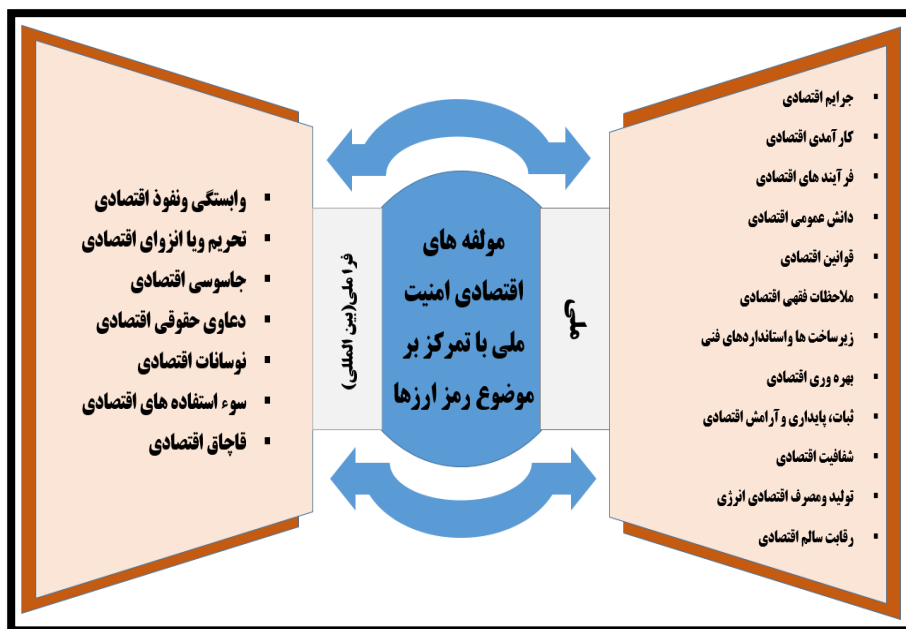 جرایم اقتصادی
کارآمدی اقتصادی
فرآیند های اقتصادی
دانش عمومی اقتصادی
قوانین اقتصادی
ملاحظات فقهی اقتصادی
زیرساخت ها واستانداردهای فنی
بهره وری اقتصادی
ثبات، پایداری وآرامش اقتصادی
شفافیت اقتصادی
تولید ومصرف اقتصادی انرژی
رقابت سالم اقتصادی
ملی
مولفه های
اقتصادی امنیت
ملی با تمرکز بر
موضوع رمز ارزها
فرا ملی(بین المللی)
وابستگی ونفوذ اقتصادی
تحریم ویا انزوای اقتصادی
جاسوسی اقتصادی
دعاوی حقوقی اقتصادی
نوسانات اقتصادی
سوء استفاده های اقتصادی
قاچاق اقتصادی